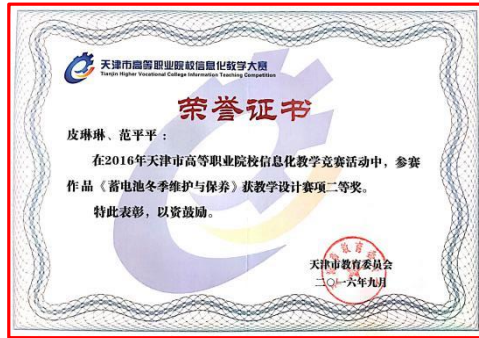 天津市高等职业院校信息化教学大赛
Tianjin Higher Vocational College Information Teaching Competition
荣誉证书
皮琳琳、范平平：
在2016年天津市高等职业院校信息化教学竞赛活动中，参赛
作品《蓄电池冬季维护与保养》获教学设计赛项二等奖。
特此表彰，以资鼓励。
天津市教育委员会
二〇一六年九月